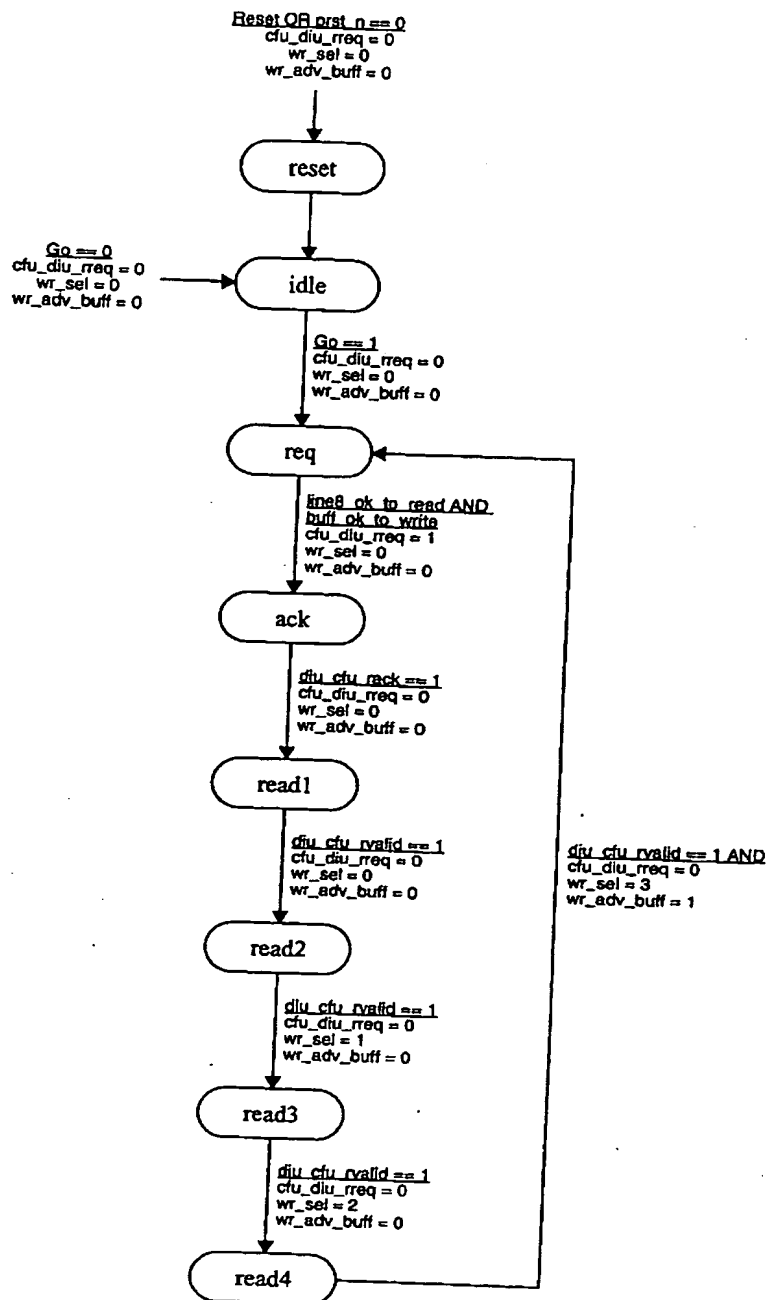 Reset OR prst_n == 0
cfu_diu_rreq = 0
wr_sel = 0
wr_adv_buff = 0
reset
Go == 0
cfu_diu_rreq = 0
wr_sel = 0
wr_adv_buff = 0
idle
Go == 1
cfu_diu_rreq = 0
wr_sel = 0
wr_adv_buff = 0
req
line8_ok_to_read AND
buff_ok_to_write
cfu_diu_rreq = 1
wr_sel = 0
wr_adv_buff = 0
ack
diu_cfu_rack == 1
cfu_diu_rreq = 0
wr_sel = 0
wr_adv_buff = 0
read1
diu_cfu_rvalid == 1
cfu_diu_rreq = 0
wr_sel = 0
wr_adv_buff = 0
diu_cfu_rvalid == 1 AND
cfu_diu_rreq = 0
wr_sel = 3
wr_adv_buff = 1
read2
diu_cfu_rvalid == 1
cfu_diu_rreq = 0
wr_sel = 1
wr_adv_buff = 0
read3
diu_cfu_rvalid == 1
cfu_diu_rreq = 0
wr_sel = 2
wr_adv_buff = 0
read4